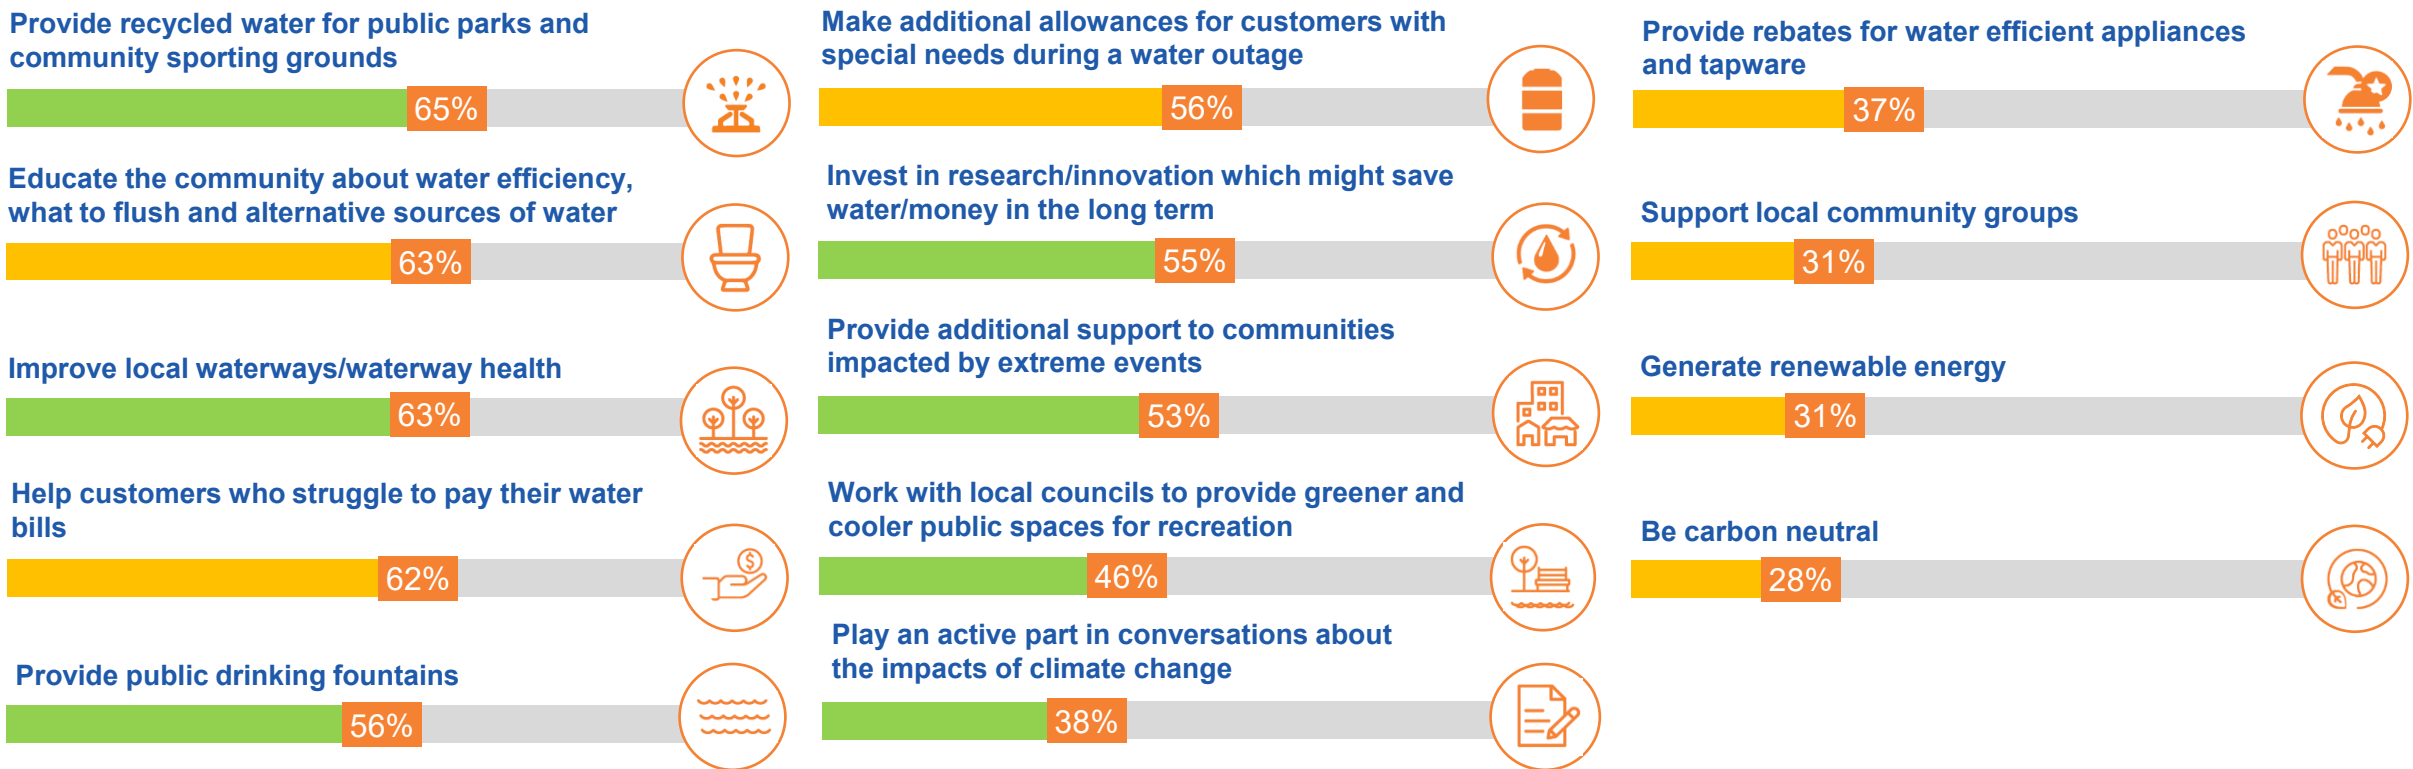 Provide recycled water for public parks and
community sporting grounds
65%
Educate the community about water efficiency,
what to flush and alternative sources of water
63%
Improve local waterways/waterway health
63%
Help customers who struggle to pay their water
bills
$
62%
Provide public drinking fountains
56%
Make additional allowances for customers with
special needs during a water outage
56%
Invest in research/innovation which might save
water/money in the long term
55%
Provide additional support to communities
impacted by extreme events
53%
Work with local councils to provide greener and
cooler public spaces for recreation
46%
Play an active part in conversations about
the impacts of climate change
38%
Provide rebates for water efficient appliances
and tapware
37%
Support local community groups
31%
Generate renewable energy
31%
Be carbon neutral
28%